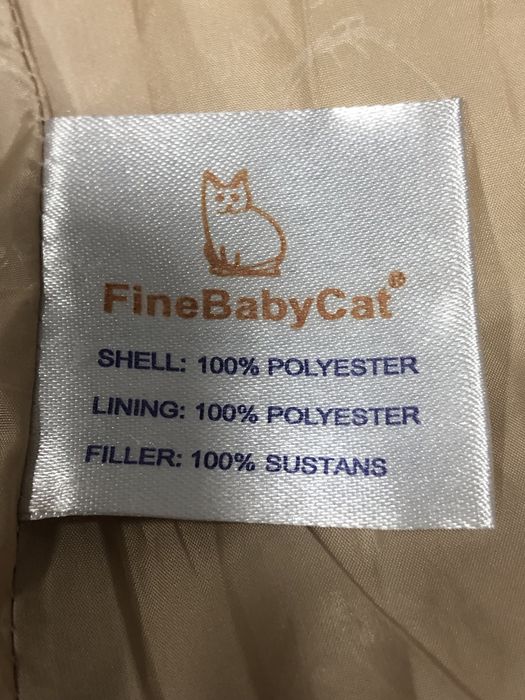 FineBabyCat®
SHELL: 100% POLYESTER
LINING: 100% POLYESTER
FILLER: 100% SUSTANS